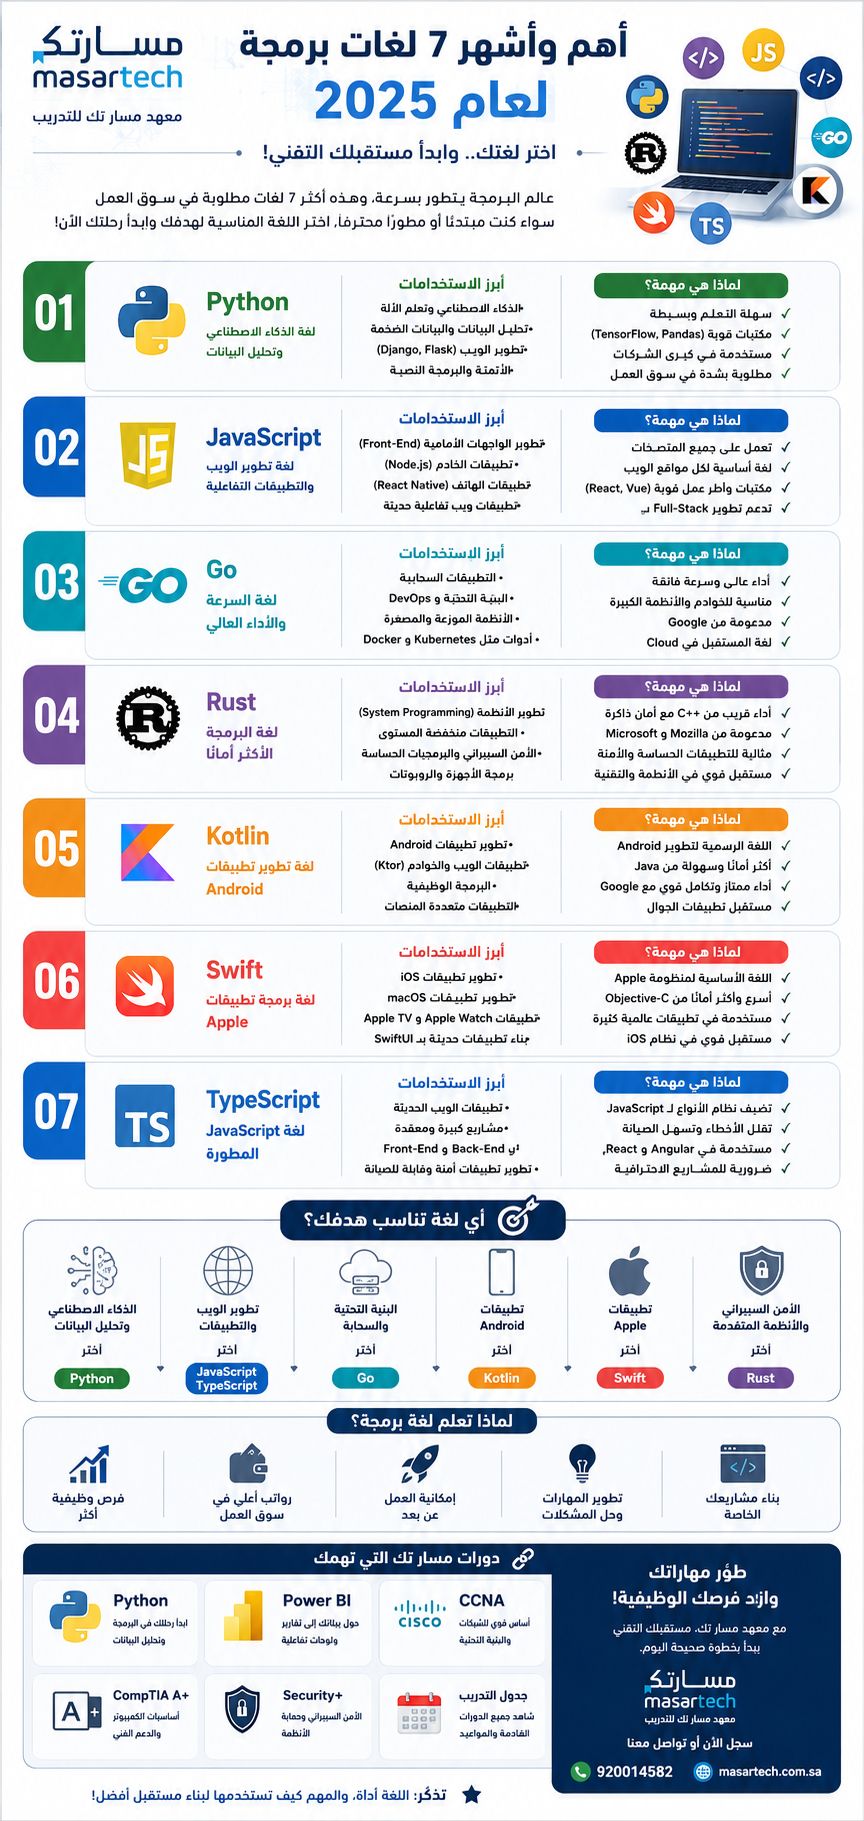 أهم وأشهر 7 لغات برمجة
لعام 2025
اختر لغتك.. وابدأ مستقبلك التقني!
عالم البرمجة يتطور بسرعة، وهذه أكثر 7 لغات مطلوبة في سوق العمل
سواء كنت مبتدئًا أو مطورًا محترفًا، اختر اللغة المناسبة لهدفك وابدأ رحلتك الآن!
مسارتك
masartech
معهد مسار تك للتدريب
</>
JS
</>
GO
R
TS
01
Python
لغة الذكاء الاصطناعي
وتحليل البيانات
أبرز الاستخدامات
•الذكاء الاصطناعي وتعلم الآلة
•تحليل البيانات والبيانات الضخمة
•تطوير الويب (Django, Flask)
•الأتمتة والبرمجة النصية
لماذا هي مهمة؟
✓ سهلة التعلم وبسيطة
✓ مكتبات قوية (TensorFlow, Pandas)
✓ مستخدمة في كبرى الشركات
✓ مطلوبة بشدة في سوق العمل
02
JS
JavaScript
لغة تطوير الويب
والتطبيقات التفاعلية
أبرز الاستخدامات
•تطوير الواجهات الأمامية (Front-End)
• تطبيقات الخادم (Node.js)
•تطبيقات الهاتف (React Native)
•تطبيقات ويب تفاعلية حديثة
لماذا هي مهمة؟
✓ تعمل على جميع المتصفحات
✓ لغة أساسية لكل مواقع الويب
✓ مكتبات وأطر عمل قوية (React, Vue)
✓ تدعم تطوير Full-Stack
03
GO
Go
لغة السرعة
والأداء العالي
أبرز الاستخدامات
• التطبيقات السحابية
• البنية التحتية و DevOps
• الأنظمة الموزعة والمصغرة
• أدوات مثل Kubernetes و Docker
لماذا هي مهمة؟
✓ أداء عالي وسرعة فائقة
✓ مناسبة للخوادم والأنظمة الكبيرة
✓ مدعومة من Google
✓ لغة المستقبل في Cloud
04
R
Rust
لغة البرمجة
الأكثر أمانًا
أبرز الاستخدامات
تطوير الأنظمة (System Programming)
• التطبيقات منخفضة المستوى
•الأمن السيبراني والبرمجيات الحساسة
برمجة الأجهزة والروبوتات
لماذا هي مهمة؟
✓ أداء قريب من C++ مع أمان ذاكرة
✓ مدعومة من Mozilla و Microsoft
✓ مثالية للتطبيقات الحساسة والأمنة
✓ مستقبل قوي في الأنظمة والتقنية
05
Kotlin
لغة تطوير تطبيقات
Android
أبرز الاستخدامات
•تطوير تطبيقات Android
•تطبيقات الويب والخوادم (Ktor)
• البرمجة الوظيفية
•التطبيقات متعددة المنصات
لماذا هي مهمة؟
✓ اللغة الرسمية لتطوير Android
✓ أكثر أمانًا وسهولة من Java
✓ أداء ممتاز وتكامل قوي مع Google
✓ مستقبل تطبيقات الجوال
06
Swift
لغة برمجة تطبيقات
Apple
أبرز الاستخدامات
• تطوير تطبيقات iOS
•تطوير تطبيقات macOS
•تطبيقات Apple Watch و Apple TV
•بناء تطبيقات حديثة بـ SwiftUI
لماذا هي مهمة؟
✓ اللغة الأساسية لمنظومة Apple
✓ أسرع وأكثر أمانًا من Objective-C
✓ مستخدمة في تطبيقات عالمية كثيرة
✓ مستقبل قوي في نظام iOS
07
TS
TypeScript
لغة JavaScript
المطورة
أبرز الاستخدامات
• تطبيقات الويب الحديثة
•مشاريع كبيرة ومعقدة
Back-End و Front-End
• تطوير تطبيقات أمنة وقابلة للصيانة
لماذا هي مهمة؟
✓ تضيف نظام الأنواع لـ JavaScript
✓ تقلل الأخطاء وتسهل الصيانة
✓ مستخدمة في Angular و React,
✓ ضرورية للمشاريع الاحترافية
أي لغة تناسب هدفك؟
الأمن السيبراني
والأنظمة المتقدمة
اختر
Rust
تطبيقات
Apple
اختر
Swift
تطبيقات
Android
اختر
Kotlin
البنية التحتية
والسحابة
اختر
Go
تطوير الويب
والتطبيقات
اختر
JavaScript
TypeScript
الذكاء الاصطناعي
وتحليل البيانات
اختر
Python
لماذا تعلم لغة برمجة؟
</>
بناء مشاريعك
الخاصة
تطوير المهارات
وحل المشكلات
إمكانية العمل
عن بعد
رواتب أعلى في
سوق العمل
فرص وظيفية
أكثر
دورات مسار تك التي تهمك
CISCO
CCNA
أساس قوي للشبكات
والبنية التحتية
Power BI
حول بياناتك إلى تقارير
ولوحات تفاعلية
Python
ابدأ رحلتك في البرمجة
وتحليل البيانات
جدول التدريب
شاهد جميع الدورات
القادمة والمواعيد
Security+
الأمن السيبراني وحماية
الأنظمة
A+
CompTIA A+
أساسيات الكمبيوتر
والدعم الفني
طوّر مهاراتك
فرصك الوظيفية!
مع معهد مسار تك، مستقبلك التقني
يبدأ بخطوة صحيحة اليوم.
مسارتك
masartech
معهد مسار تك للتدريب
سجل الآن أو تواصل معنا
920014582
masartech.com.sa
تذكّر: اللغة أداة، والمهم كيف تستخدمها لبناء مستقبل أفضل!